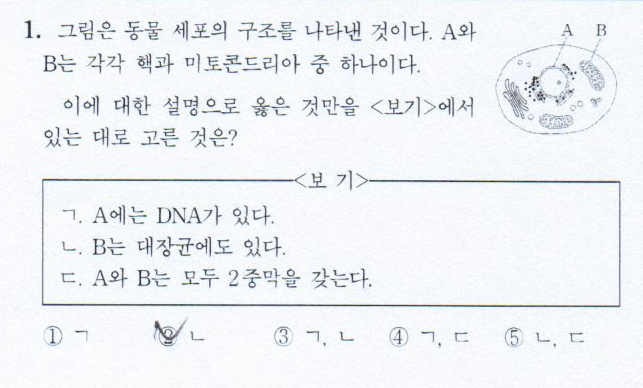 1. 그림은 동물 세포의 구조를 나타낸 것이다. A와
B는 각각 핵과 미토콘드리아 중 하나이다.
A B
이에 대한 설명으로 옳은 것만을 <보기>에서
있는 대로 고른 것은?
<보 기>
ㄱ. A에는 DNA가 있다.
ㄴ. B는 대장균에도 있다.
ㄷ. A와 B는 모두 2중막을 갖는다.
① ㄱ ② ㄴ ③ ㄱ, ㄴ ④ ㄱ, ㄷ ⑤ ㄴ, ㄷ